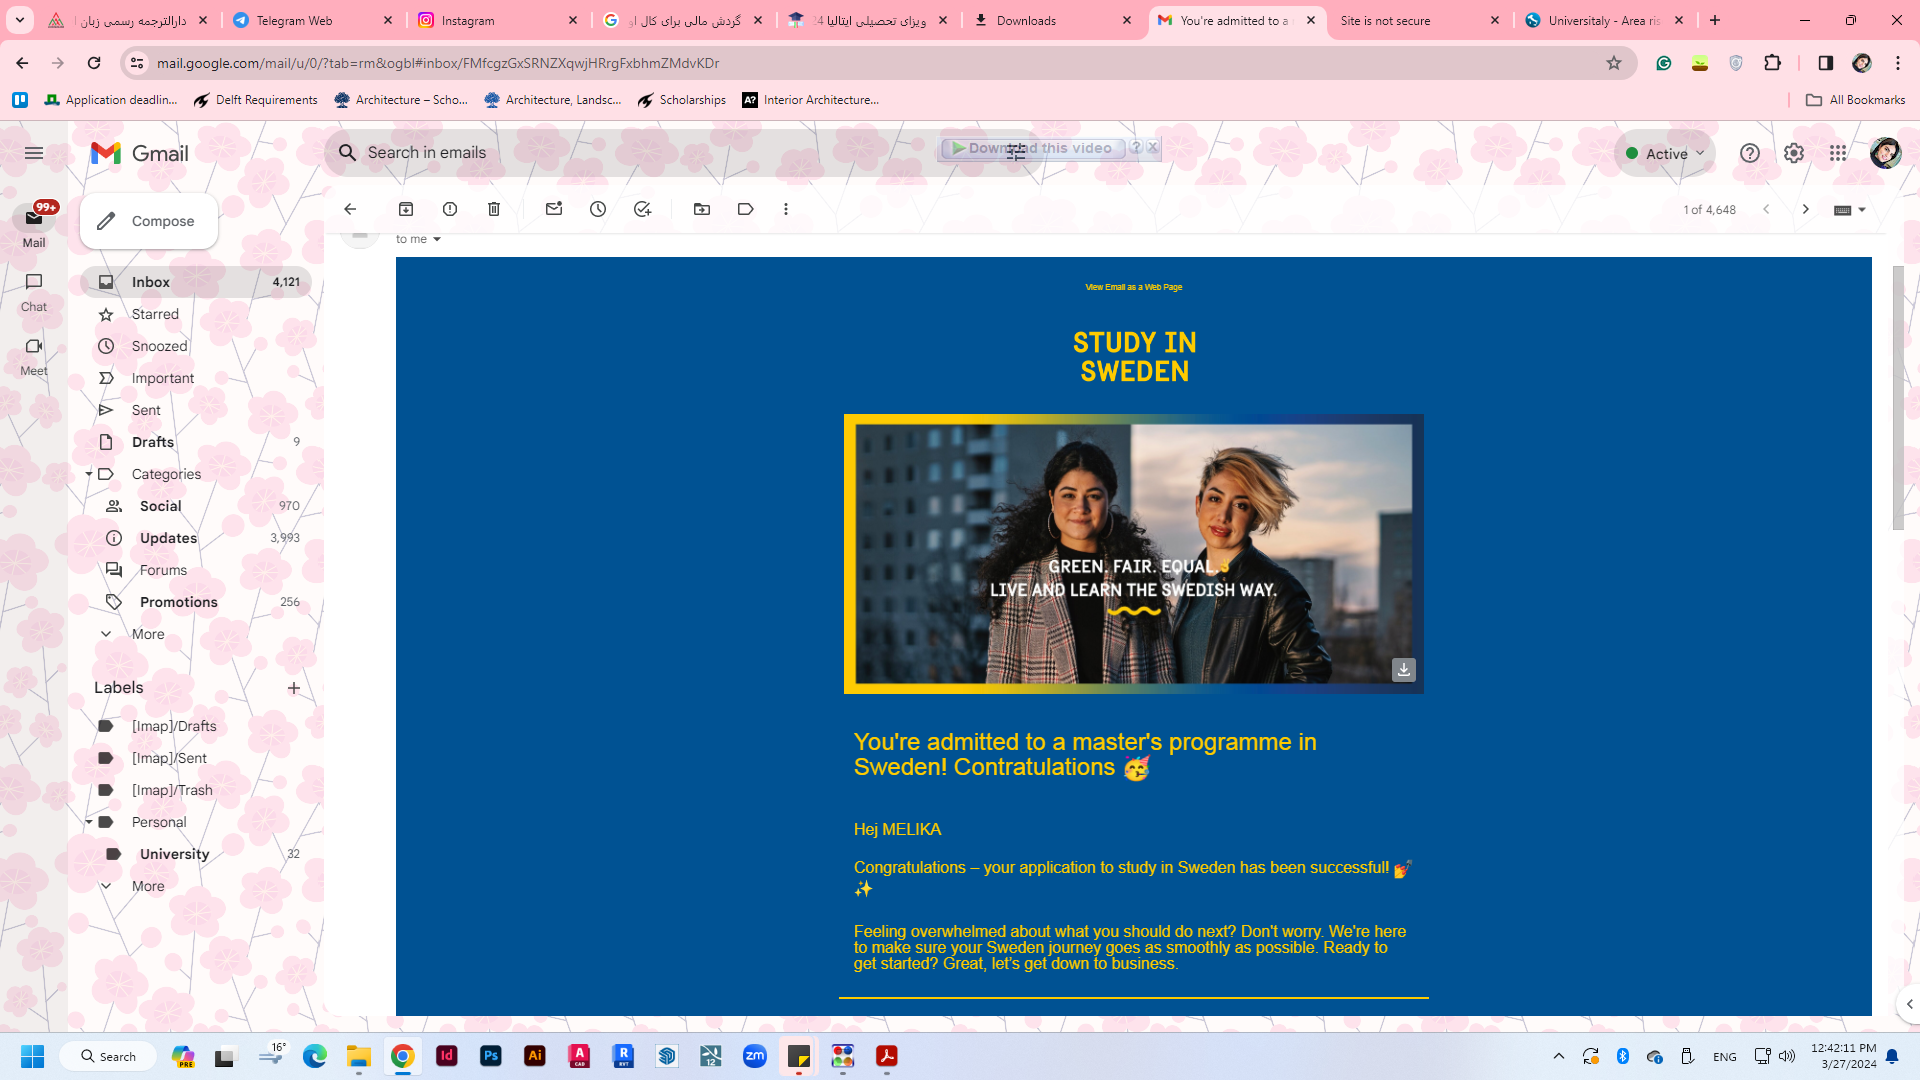 دارالترجمه رسمی زبان ا
Telegram Web
Instagram
گردش مالی برای کال او
ویزای تحصیلی ایتالیا 24
Downloads
You're admitted to a
Site is not secure
Universitaly - Area ris
mail.google.com/mail/u/0/?tab=rm&ogbl#inbox/FMfcgzGxSRNZXqwjHRrgFxbhmZMdvKDr
Application deadlin...
Delft Requirements
Architecture – Scho...
Architecture, Landsc...
Scholarships
A?
Interior Architecture...
All Bookmarks
Gmail
Search in emails
Download this video
?
Active
99+
Mail
Compose
1 of 4,648
to me
Chat
Meet
Inbox 4,121
Starred
Snoozed
Important
Sent
Drafts 9
Categories
Social 970
Updates 3,993
Forums
Promotions 256
More
Labels
[Imap]/Drafts
[Imap]/Sent
[Imap]/Trash
Personal
University 32
More
View Email as a Web Page
STUDY IN
SWEDEN
GREEN. FAIR. EQUAL.
LIVE AND LEARN THE SWEDISH WAY.
You're admitted to a master's programme in
Sweden! Contratulations 🥳
Hej MELIKA
Congratulations – your application to study in Sweden has been successful! 💅
✨
Feeling overwhelmed about what you should do next? Don't worry. We're here
to make sure your Sweden journey goes as smoothly as possible. Ready to
get started? Great, let's get down to business.
Search
PRE
16°
Id
Ps
Ai
A
CAD
R
RVT
12
zm
ENG
12:42:11 PM
3/27/2024